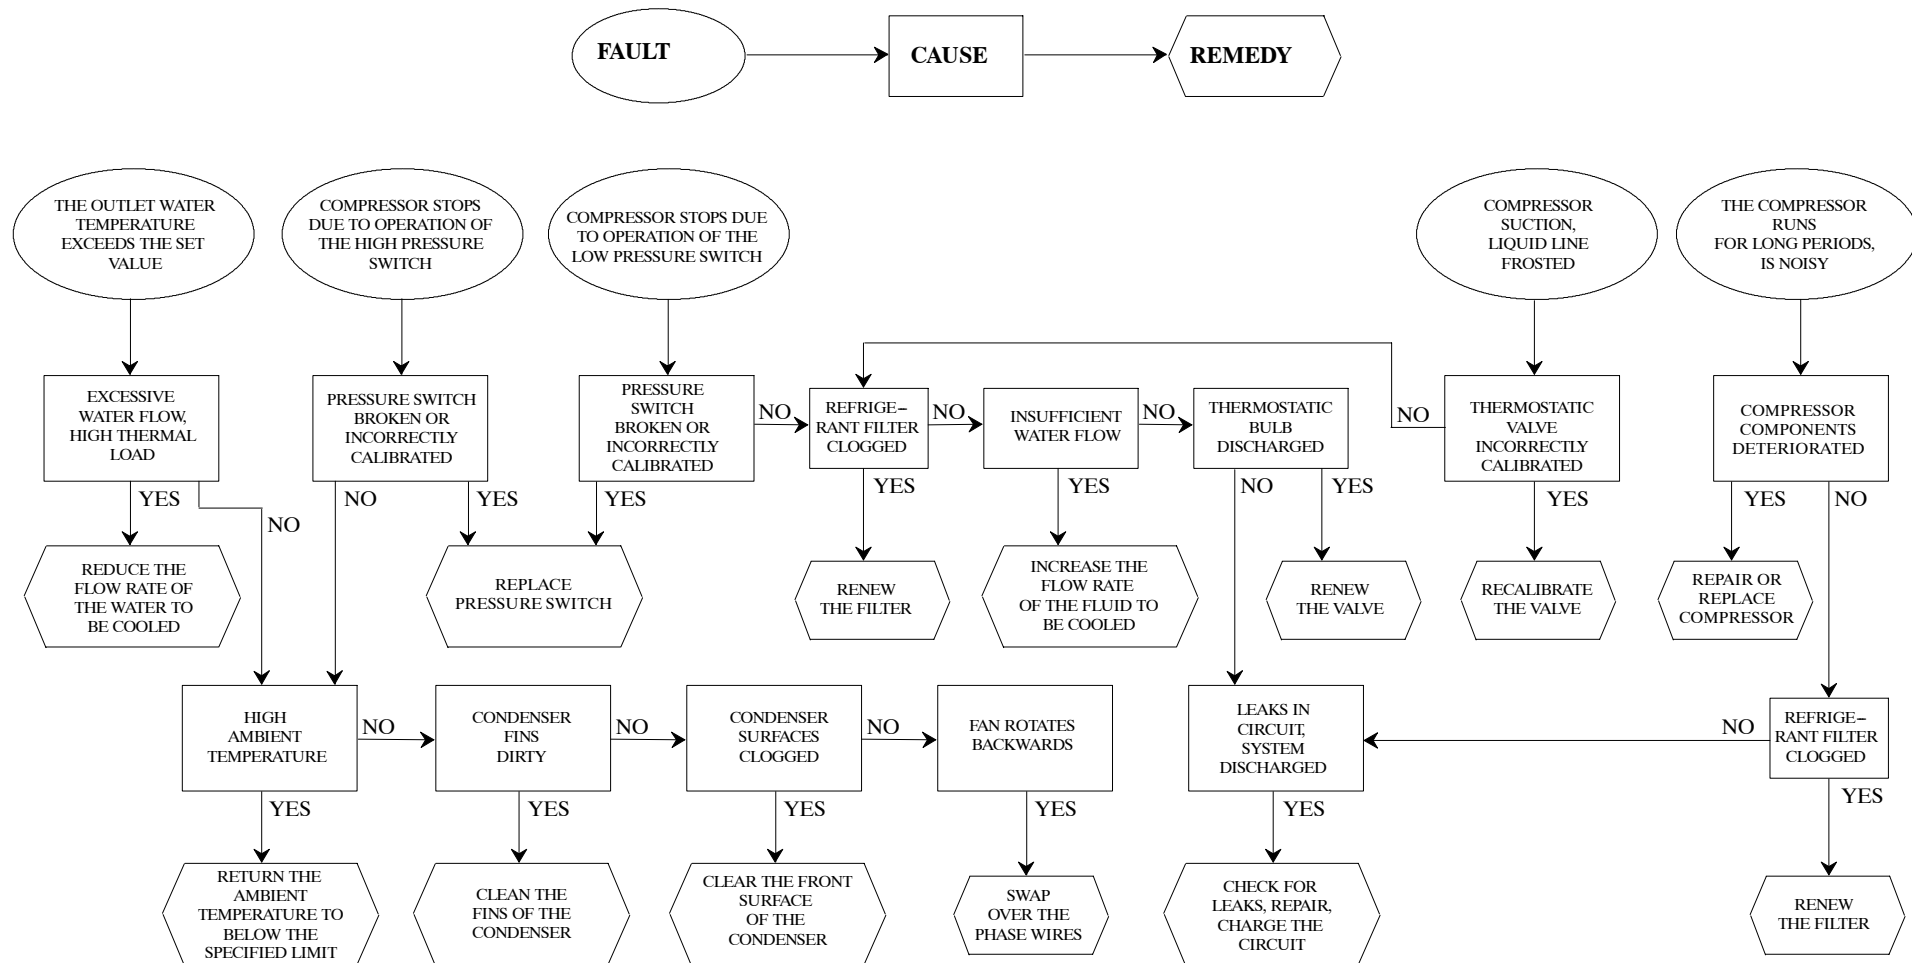 FAULT
CAUSE
REMEDY
THE OUTLET WATER
TEMPERATURE
EXCEEDS THE SET
VALUE
COMPRESSOR STOPS
DUE TO OPERATION OF
THE HIGH PRESSURE
SWITCH
COMPRESSOR STOPS DUE
TO OPERATION OF THE
LOW PRESSURE SWITCH
COMPRESSOR
SUCTION,
LIQUID LINE
FROSTED
THE COMPRESSOR
RUNS
FOR LONG PERIODS,
IS NOISY
EXCESSIVE
WATER FLOW,
HIGH THERMAL
LOAD
PRESSURE SWITCH
BROKEN OR
INCORRECTLY
CALIBRATED
PRESSURE
SWITCH
BROKEN OR
INCORRECTLY
CALIBRATED
NO
REFRIGE–
RANT FILTER
CLOGGED
NO
INSUFFICIENT
WATER FLOW
NO
THERMOSTATIC
BULB
DISCHARGED
NO
THERMOSTATIC
VALVE
INCORRECTLY
CALIBRATED
COMPRESSOR
COMPONENTS
DETERIORATED
YES
NO
NO
YES
YES
YES
YES
NO
YES
YES
YES
NO
REDUCE THE
FLOW RATE OF
THE WATER TO
BE COOLED
REPLACE
PRESSURE SWITCH
RENEW
THE FILTER
INCREASE THE
FLOW RATE
OF THE FLUID TO
BE COOLED
RENEW
THE VALVE
RECALIBRATE
THE VALVE
REPAIR OR
REPLACE
COMPRESSOR
HIGH
AMBIENT
TEMPERATURE
NO
CONDENSER
FINS
DIRTY
NO
CONDENSER
SURFACES
CLOGGED
NO
FAN ROTATES
BACKWARDS
LEAKS IN
CIRCUIT,
SYSTEM
DISCHARGED
NO
REFRIGE–
RANT FILTER
CLOGGED
YES
YES
YES
YES
YES
YES
RETURN THE
AMBIENT
TEMPERATURE TO
BELOW THE
SPECIFIED LIMIT
CLEAN THE
FINS OF THE
CONDENSER
CLEAR THE FRONT
SURFACE
OF THE
CONDENSER
SWAP
OVER THE
PHASE WIRES
CHECK FOR
LEAKS, REPAIR,
CHARGE THE
CIRCUIT
RENEW
THE FILTER